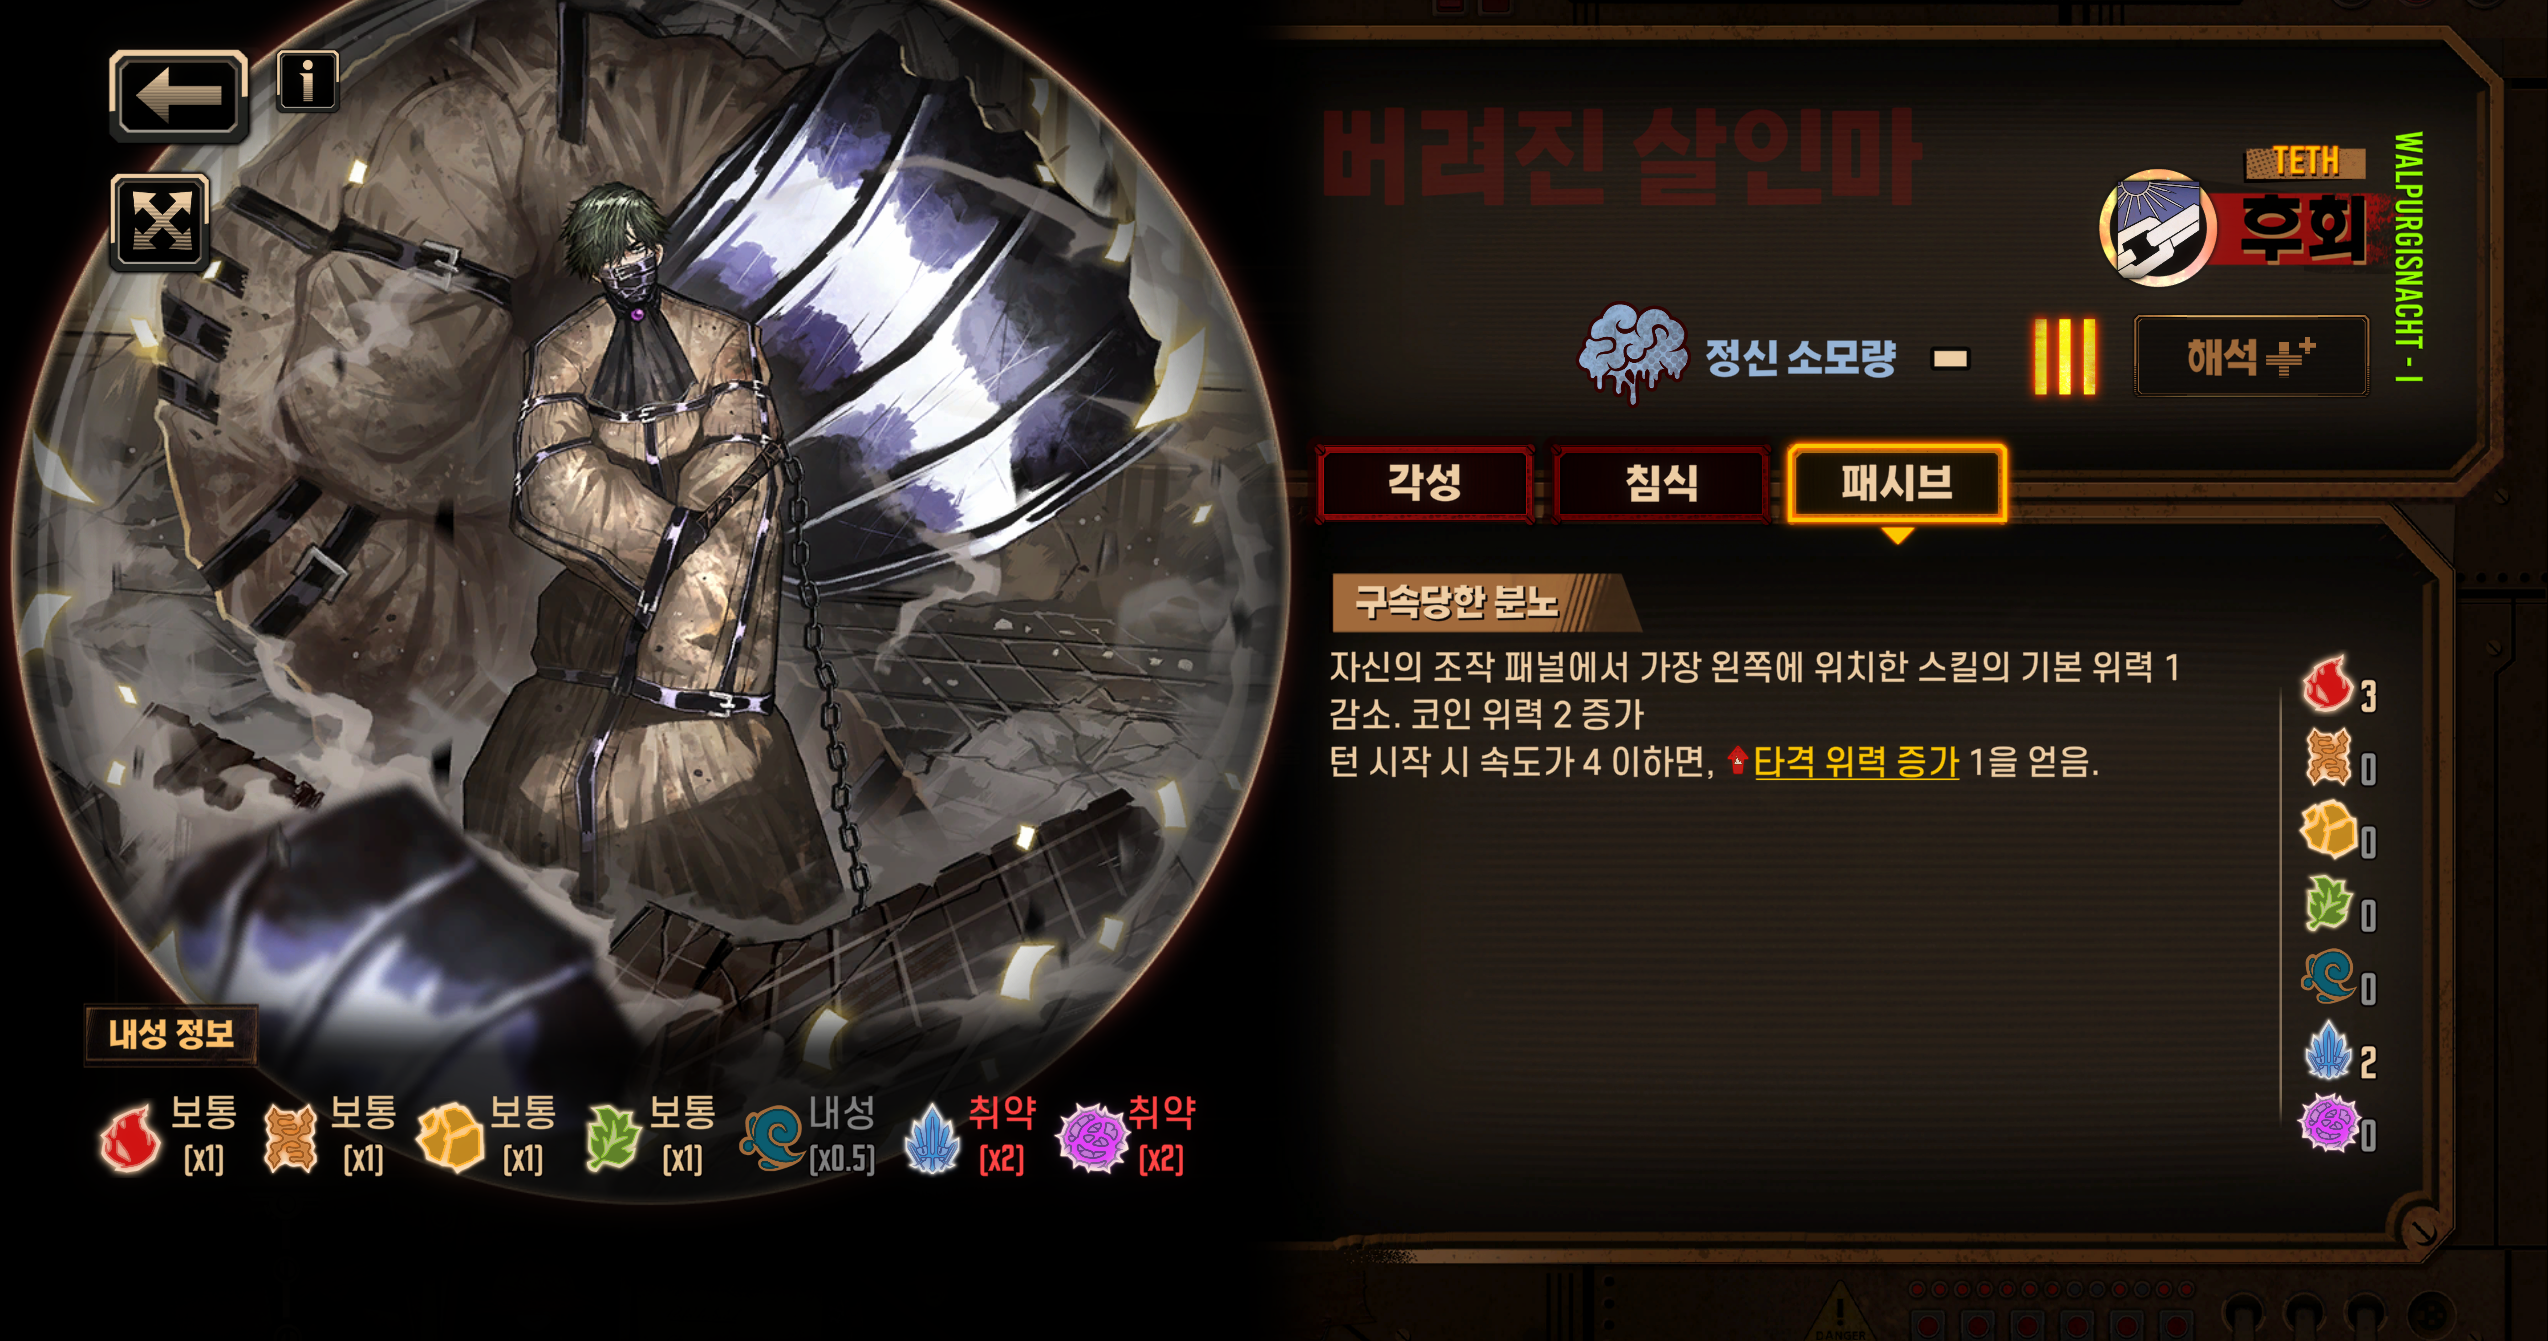 버려진 살인마
TETH
후회
WALPURGISNACHT - I
정신 소모량
해석
각성
침식
패시브
구속당한 분노
자신의 조작 패널에서 가장 왼쪽에 위치한 스킬의 기본 위력 1
감소. 코인 위력 2 증가
턴 시작 시 속도가 4 이하면, 타격 위력 증가 1을 얻음.
3
0
0
0
0
2
0
내성 정보
보통 보통 보통 보통 내성 취약 취약
(x1) (x1) (x1) (x1) (x0.5) (x2) (x2)
DANGER